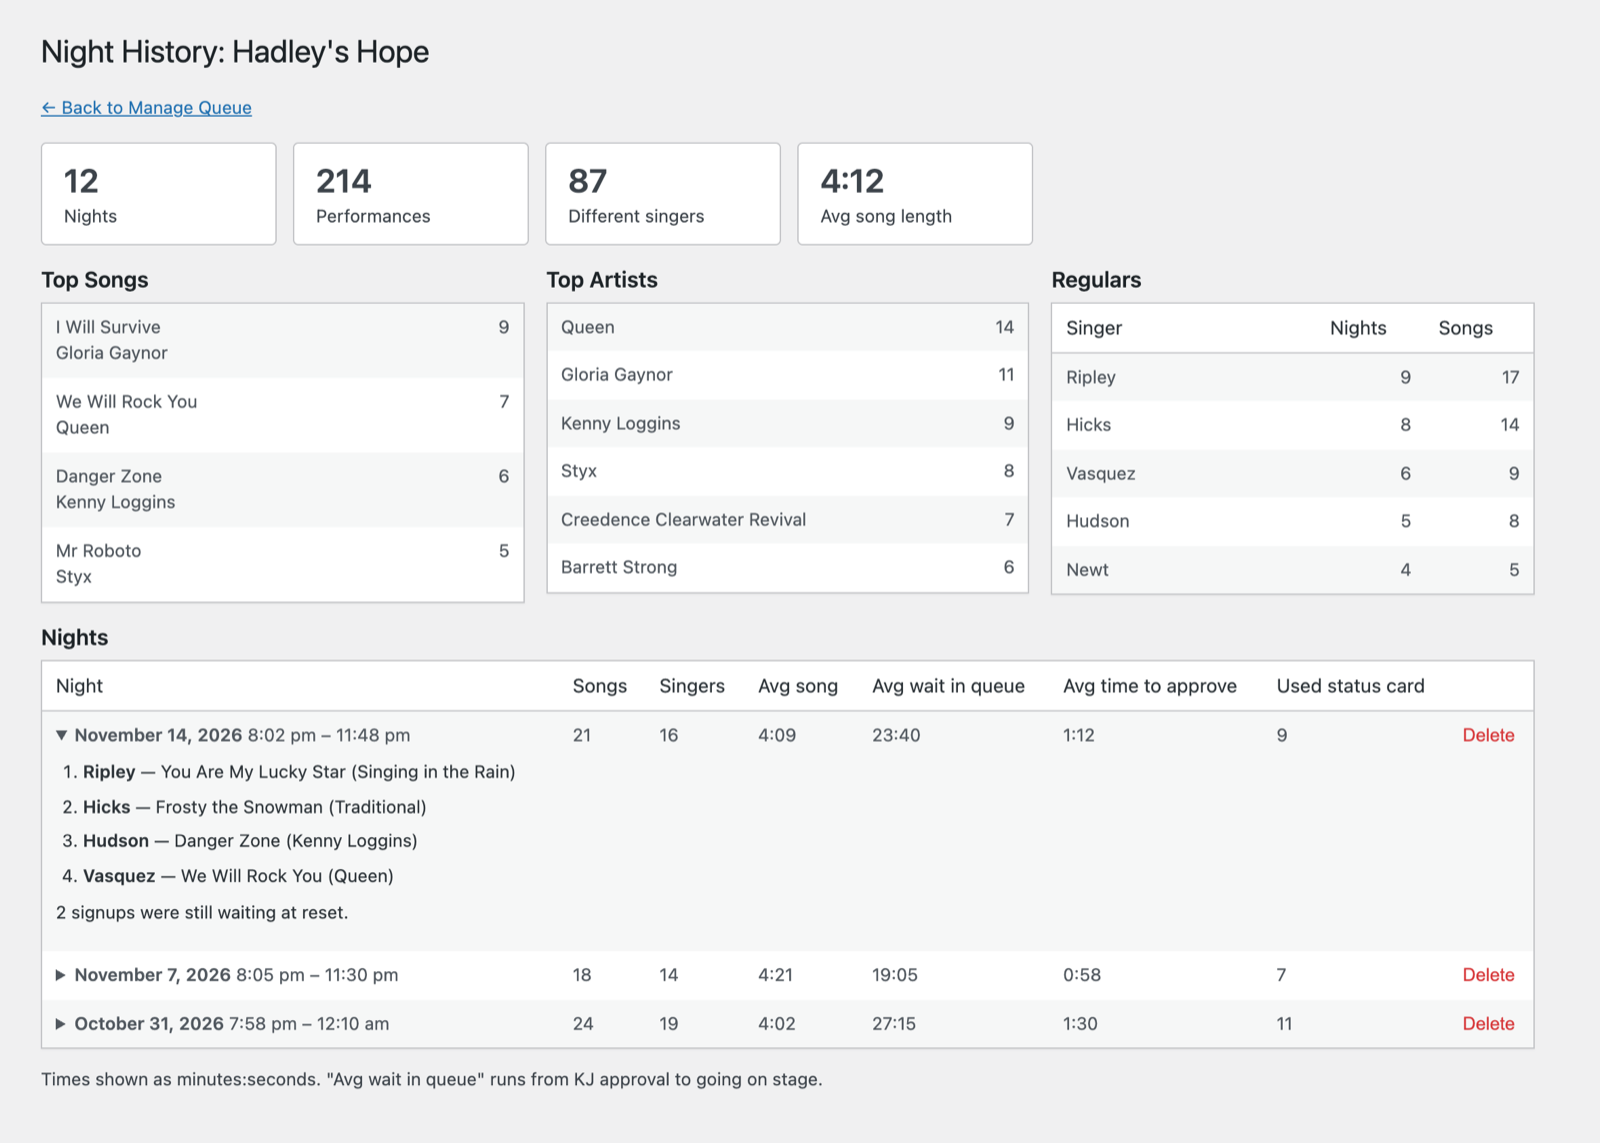 Night History: Hadley's Hope
← Back to Manage Queue
12
Nights
214
Performances
87
Different singers
4:12
Avg song length
Top Songs
I Will Survive 9
Gloria Gaynor
We Will Rock You 7
Queen
Danger Zone 6
Kenny Loggins
Mr Roboto 5
Styx
Top Artists
Queen 14
Gloria Gaynor 11
Kenny Loggins 9
Styx 8
Creedence Clearwater Revival 7
Barrett Strong 6
Regulars
Singer Nights Songs
Ripley 9 17
Hicks 8 14
Vasquez 6 9
Hudson 5 8
Newt 4 5
Nights
Night Songs Singers Avg song Avg wait in queue Avg time to approve Used status card
▼ November 14, 2026 8:02 pm – 11:48 pm 21 16 4:09 23:40 1:12 9 Delete
1. Ripley — You Are My Lucky Star (Singing in the Rain)
2. Hicks — Frosty the Snowman (Traditional)
3. Hudson — Danger Zone (Kenny Loggins)
4. Vasquez — We Will Rock You (Queen)
2 signups were still waiting at reset.
▶ November 7, 2026 8:05 pm – 11:30 pm 18 14 4:21 19:05 0:58 7 Delete
▶ October 31, 2026 7:58 pm – 12:10 am 24 19 4:02 27:15 1:30 11 Delete
Times shown as minutes:seconds. "Avg wait in queue" runs from KJ approval to going on stage.